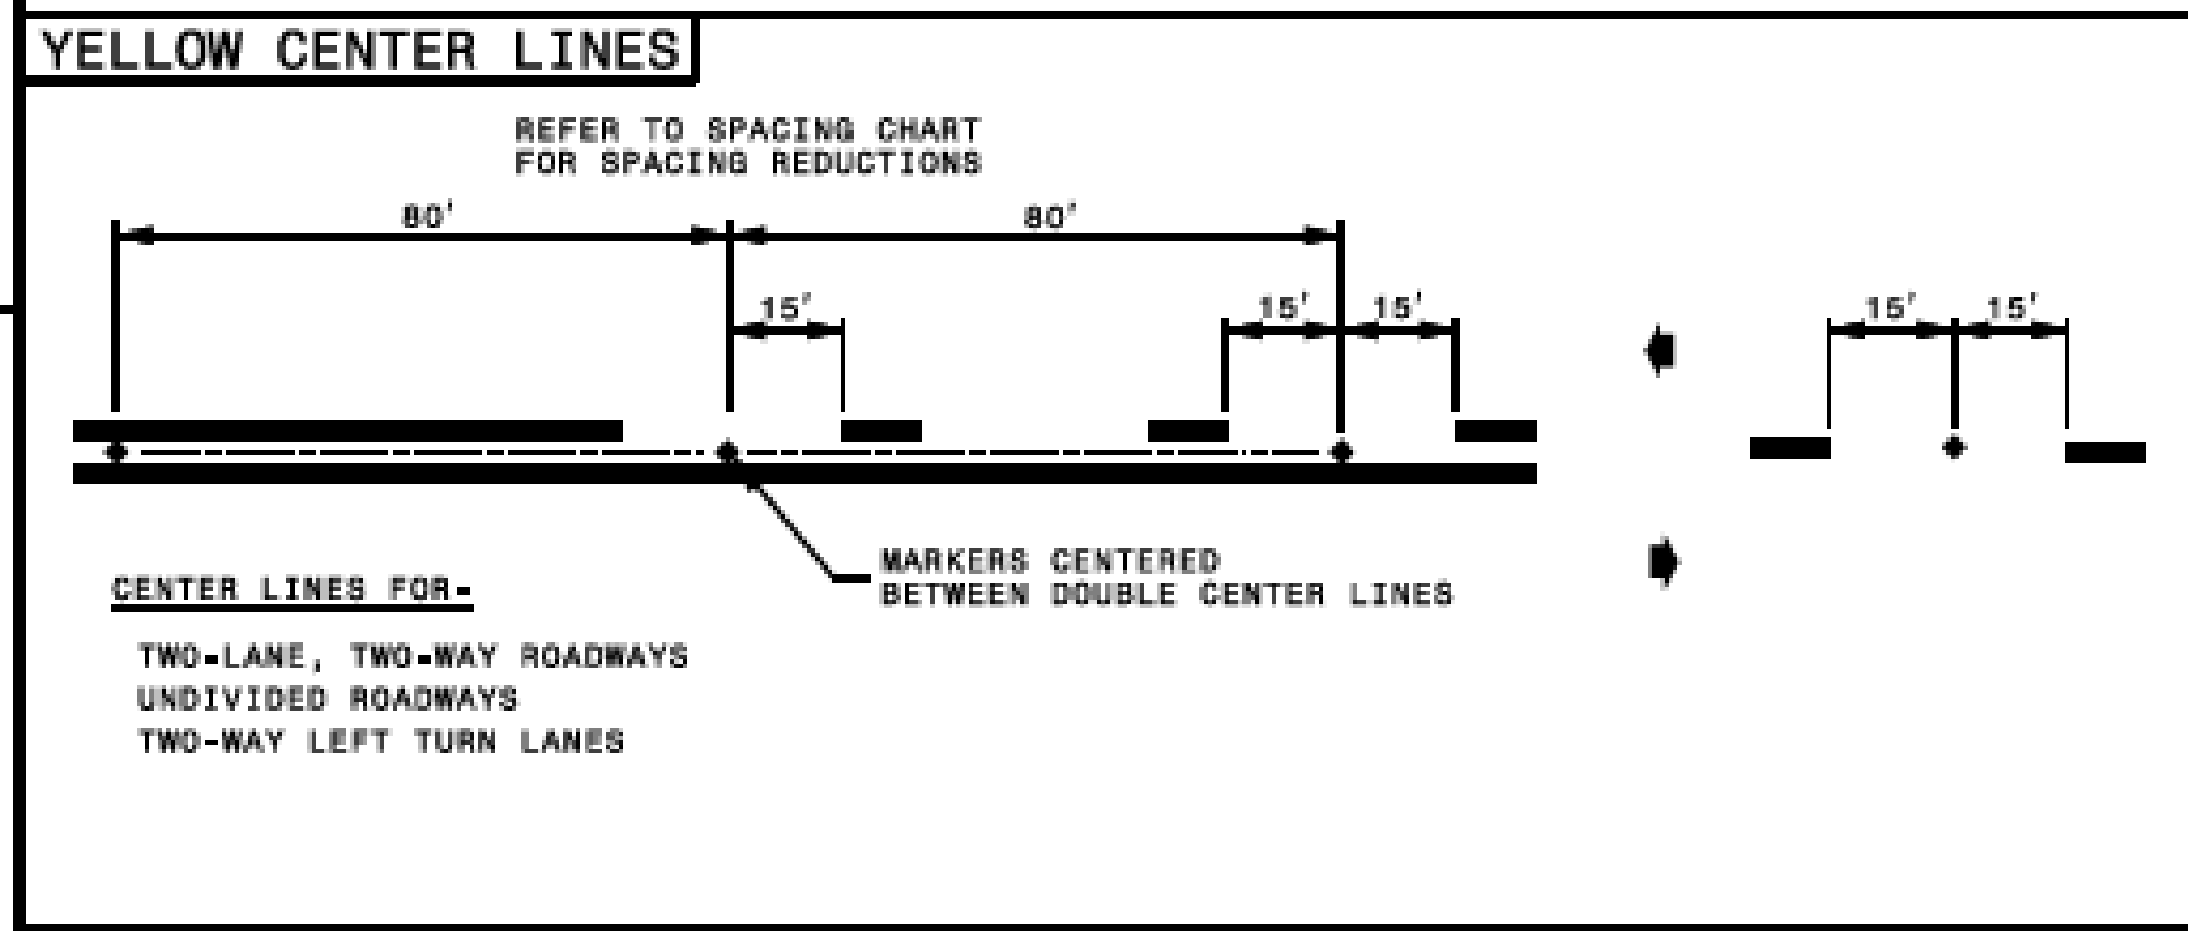 YELLOW CENTER LINES
REFER TO SPACING CHART
FOR SPACING REDUCTIONS
80'
80'
15'
15'
15'
15'
15'
MARKERS CENTERED
BETWEEN DOUBLE CENTER LINES
CENTER LINES FOR-
TWO-LANE, TWO-WAY ROADWAYS
UNDIVIDED ROADWAYS
TWO-WAY LEFT TURN LANES